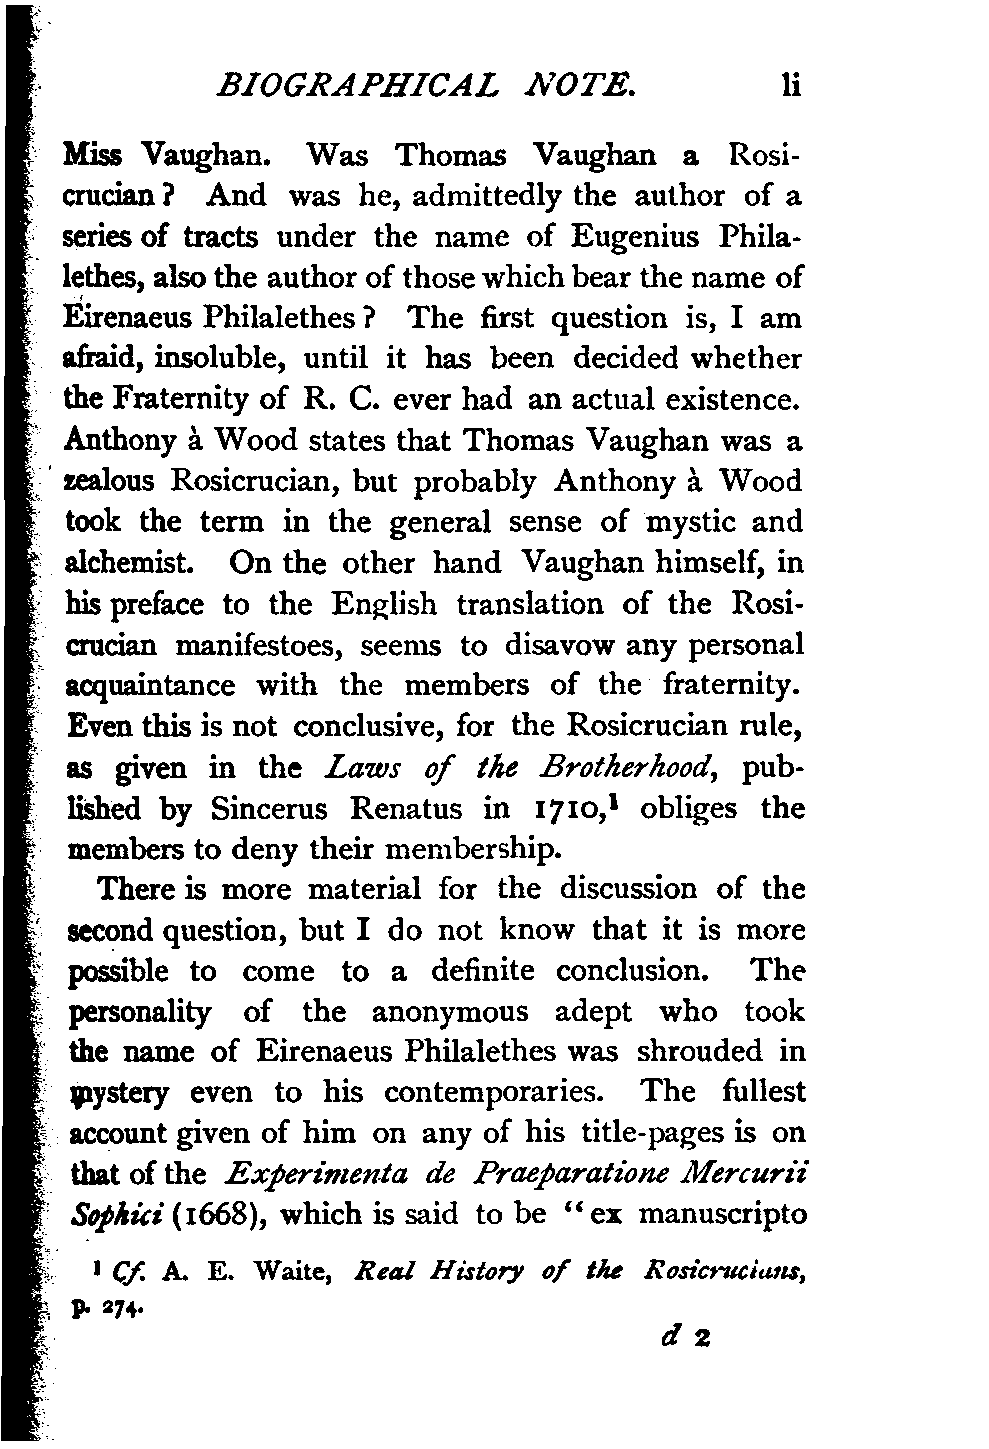 BIOGRAPHICAL NOTE. li
Miss Vaughan. Was Thomas Vaughan a Rosi-
crucian? And was he, admittedly the author of a
series of tracts under the name of Eugenius Phila-
lethes, also the author of those which bear the name of
Eirenaeus Philalethes? The first question is, I am
afraid, insoluble, until it has been decided whether
the Fraternity of R. C. ever had an actual existence.
Anthony à Wood states that Thomas Vaughan was a
zealous Rosicrucian, but probably Anthony à Wood
took the term in the general sense of mystic and
alchemist. On the other hand Vaughan himself, in
his preface to the English translation of the Rosi-
crucian manifestoes, seems to disavow any personal
acquaintance with the members of the fraternity.
Even this is not conclusive, for the Rosicrucian rule,
as given in the Laws of the Brotherhood, pub-
lished by Sincerus Renatus in 1710,¹ obliges the
members to deny their membership.
There is more material for the discussion of the
second question, but I do not know that it is more
possible to come to a definite conclusion. The
personality of the anonymous adept who took
the name of Eirenaeus Philalethes was shrouded in
mystery even to his contemporaries. The fullest
account given of him on any of his title-pages is on
that of the Experimenta de Praeparatione Mercurii
Sophici (1668), which is said to be "ex manuscripto
¹ Cf. A. E. Waite, Real History of the Rosicrucians,
p. 274.
d 2